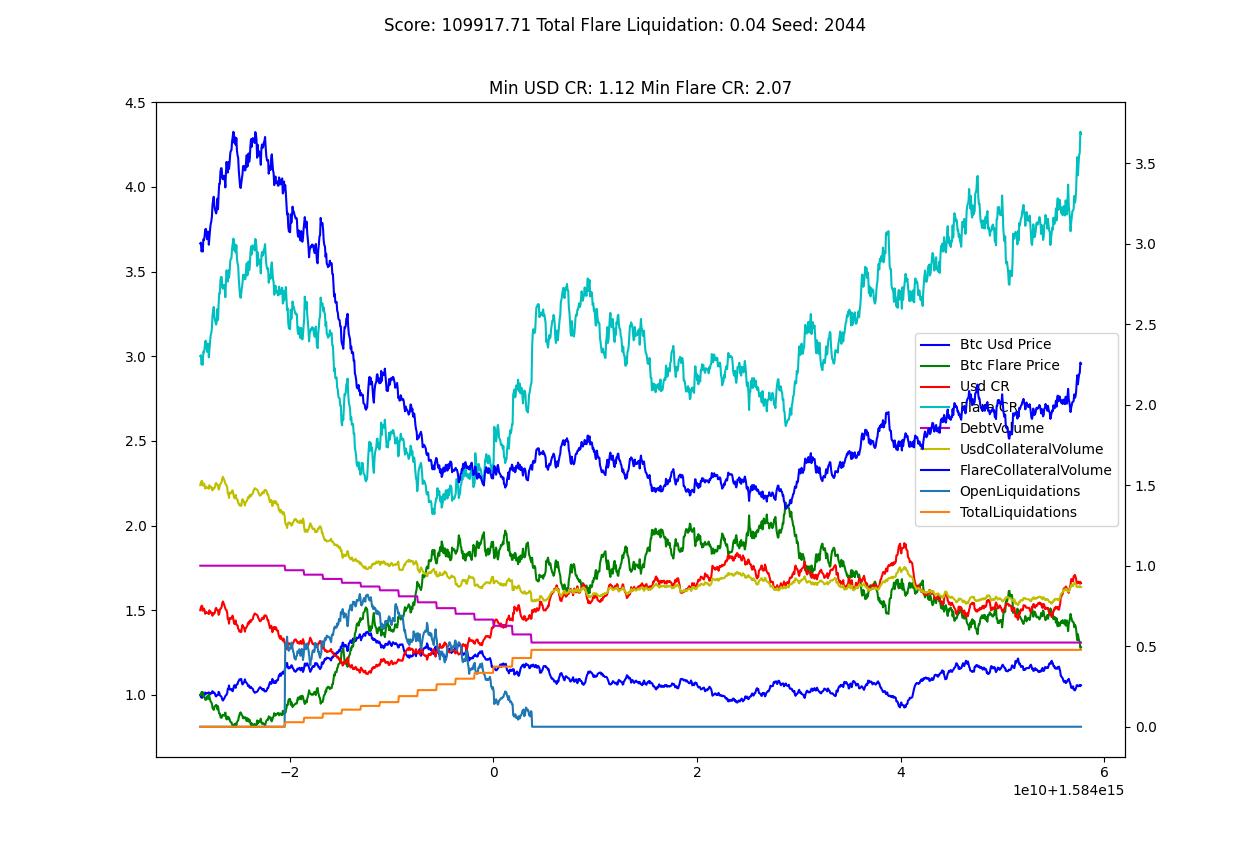 Score: 109917.71 Total Flare Liquidation: 0.04 Seed: 2044
Min USD CR: 1.12 Min Flare CR: 2.07
4.5
4.0
3.5
3.0
2.5
2.0
1.5
1.0
3.5
3.0
2.5
2.0
1.5
1.0
0.5
0.0
Btc Usd Price
Btc Flare Price
Usd CR
Flare CR
DebtVolume
UsdCollateralVolume
FlareCollateralVolume
OpenLiquidations
TotalLiquidations
−2
0
2
4
6
1e10+1.584e15